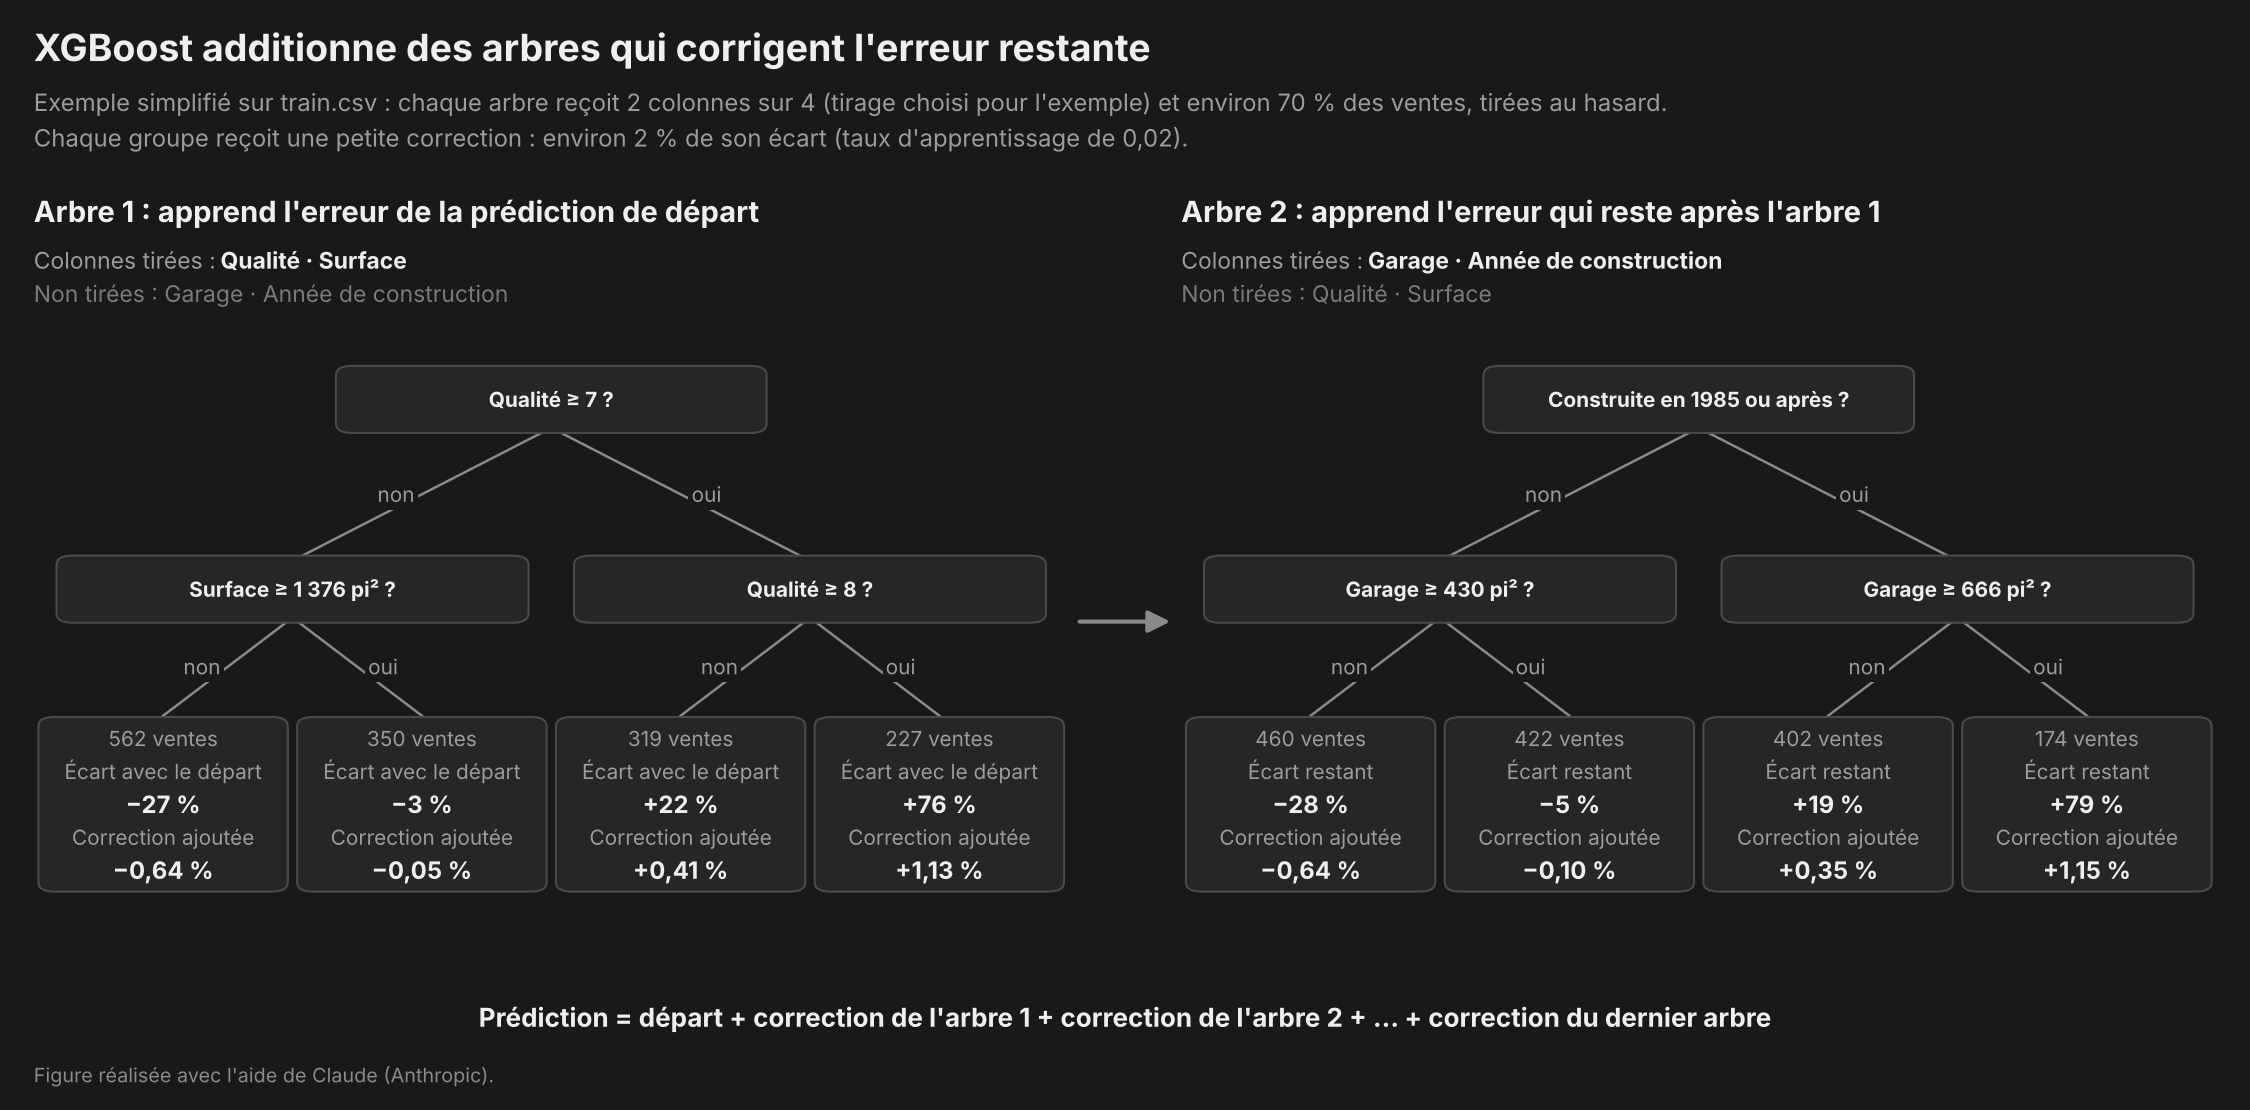 XGBoost additionne des arbres qui corrigent l'erreur restante
Exemple simplifié sur train.csv : chaque arbre reçoit 2 colonnes sur 4 (tirage choisi pour l'exemple) et environ 70 % des ventes, tirées au hasard.
Chaque groupe reçoit une petite correction : environ 2 % de son écart (taux d'apprentissage de 0,02).
Arbre 1 : apprend l'erreur de la prédiction de départ
Colonnes tirées : Qualité · Surface
Non tirées : Garage · Année de construction
Qualité ≥ 7 ?
non
oui
Surface ≥ 1 376 pi² ?
Qualité ≥ 8 ?
non
oui
non
oui
562 ventes
Écart avec le départ
−27 %
Correction ajoutée
−0,64 %
350 ventes
Écart avec le départ
−3 %
Correction ajoutée
−0,05 %
319 ventes
Écart avec le départ
+22 %
Correction ajoutée
+0,41 %
227 ventes
Écart avec le départ
+76 %
Correction ajoutée
+1,13 %
Arbre 2 : apprend l'erreur qui reste après l'arbre 1
Colonnes tirées : Garage · Année de construction
Non tirées : Qualité · Surface
Construite en 1985 ou après ?
non
oui
Garage ≥ 430 pi² ?
Garage ≥ 666 pi² ?
non
oui
non
oui
460 ventes
Écart restant
−28 %
Correction ajoutée
−0,64 %
422 ventes
Écart restant
−5 %
Correction ajoutée
−0,10 %
402 ventes
Écart restant
+19 %
Correction ajoutée
+0,35 %
174 ventes
Écart restant
+79 %
Correction ajoutée
+1,15 %
Prédiction = départ + correction de l'arbre 1 + correction de l'arbre 2 + … + correction du dernier arbre
Figure réalisée avec l'aide de Claude (Anthropic).